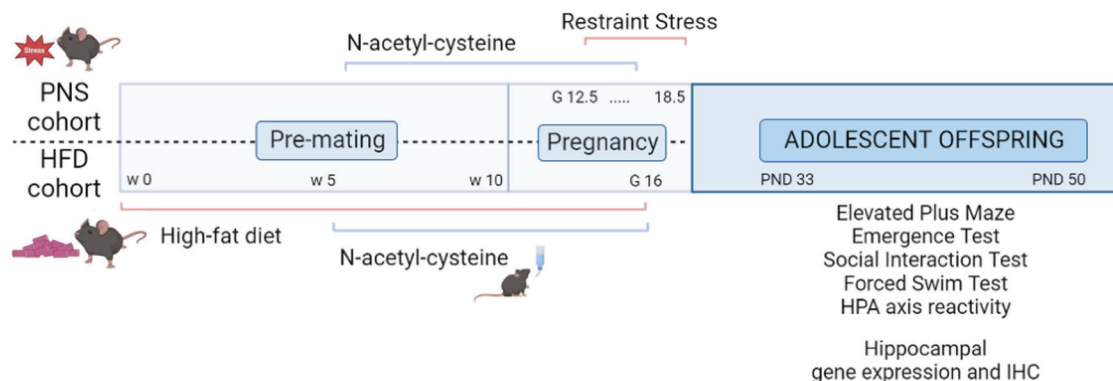 Restraint Stress
N-acetyl-cysteine
Stress
PNS
cohort
G 12.5 ..... 18.5
Pre-mating
Pregnancy
ADOLESCENT OFFSPRING
HFD
cohort
w 0
w 5
w 10
G 16
PND 33
PND 50
High-fat diet
N-acetyl-cysteine
Elevated Plus Maze
Emergence Test
Social Interaction Test
Forced Swim Test
HPA axis reactivity
Hippocampal
gene expression and IHC